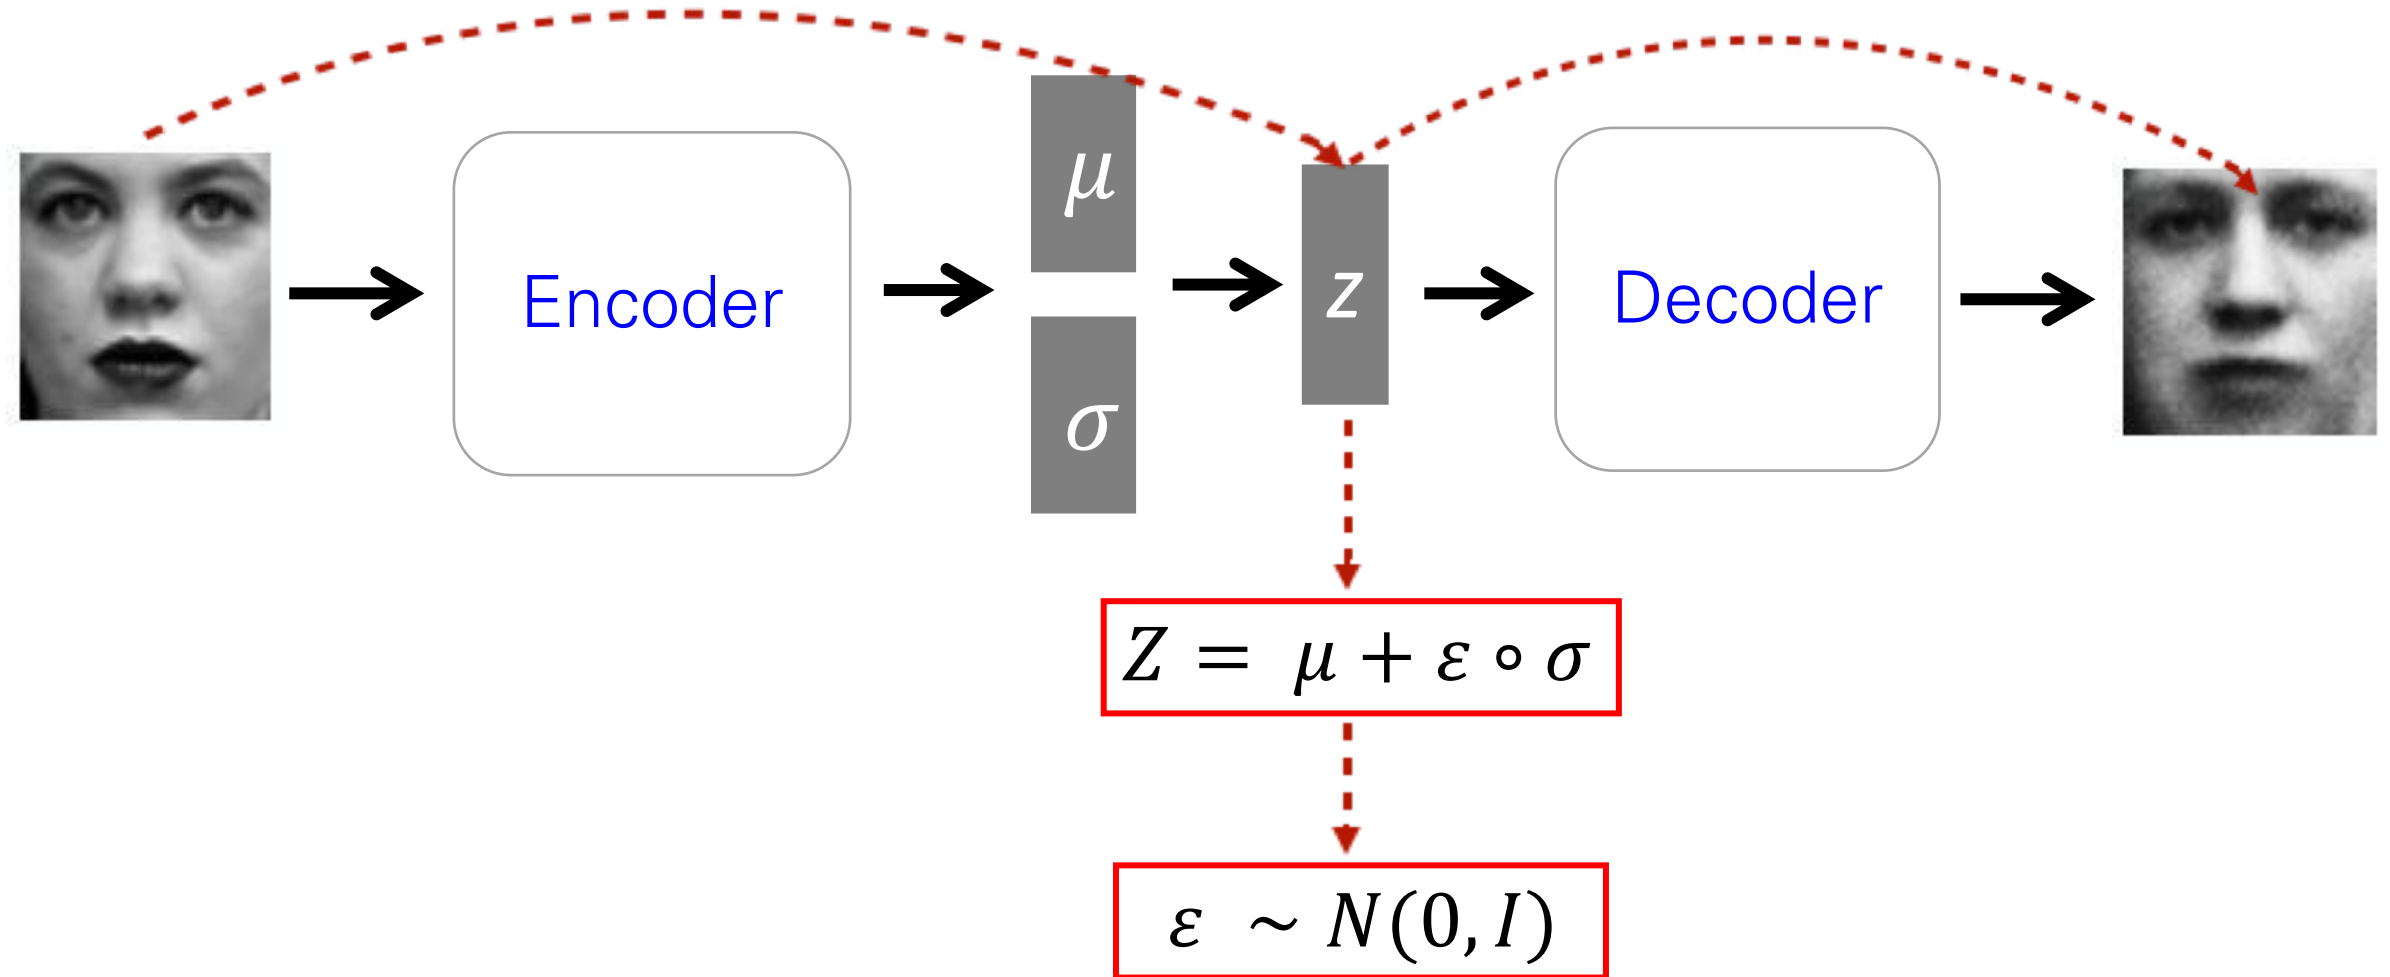 μ
Encoder
z
Decoder
σ
Z = μ + ε ∘ σ
ε ~ N(0, I)